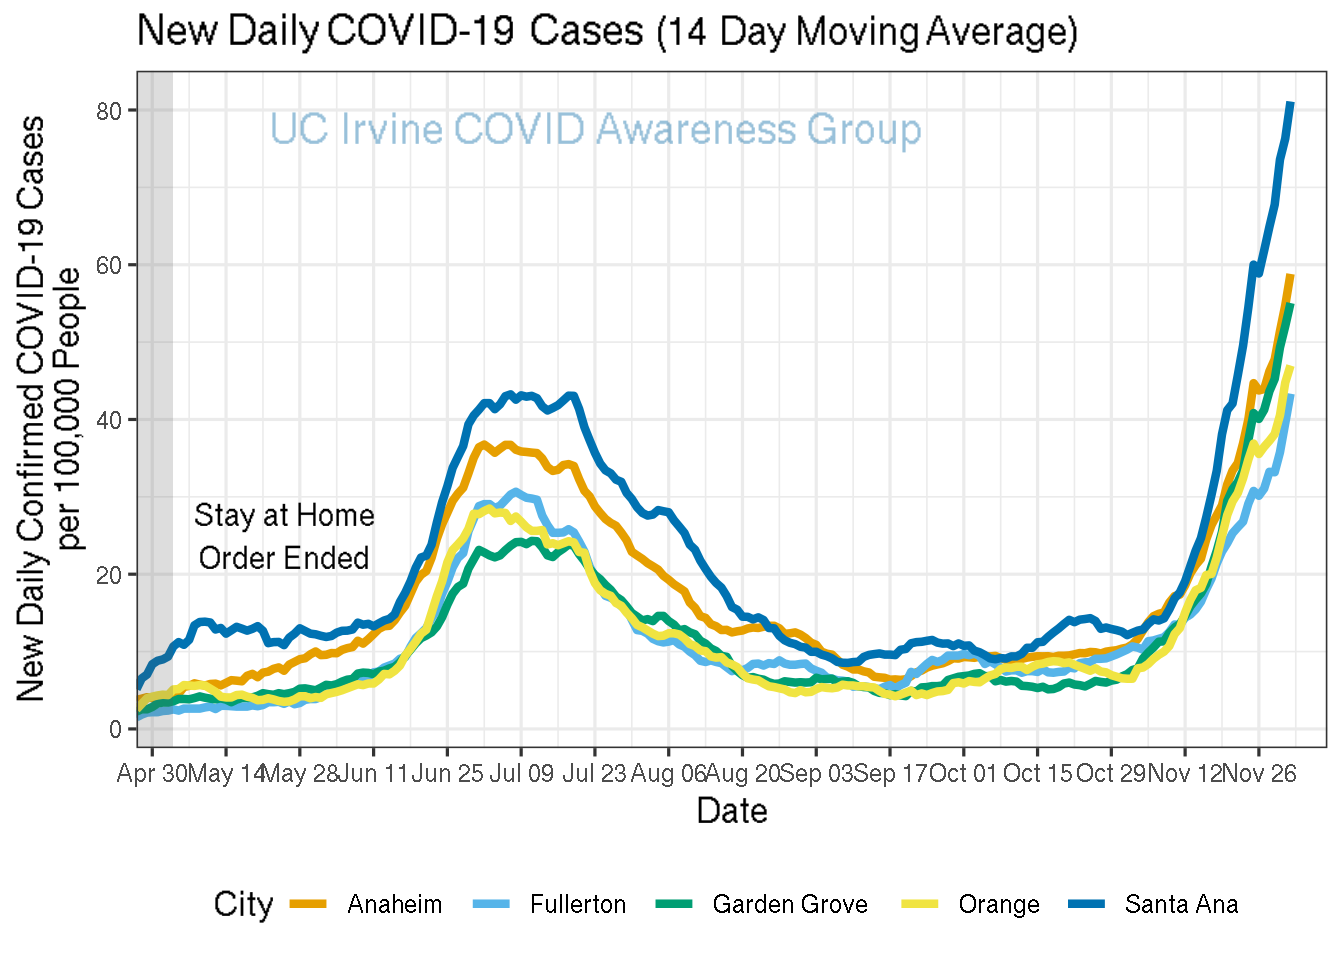 New Daily COVID-19 Cases (14 Day Moving Average)
UC Irvine COVID Awareness Group
New Daily Confirmed COVID-19 Cases
per 100,000 People
80
60
40
20
0
Stay at Home
Order Ended
Apr 30 May 14 May 28 Jun 11 Jun 25 Jul 09 Jul 23 Aug 06 Aug 20 Sep 03 Sep 17 Oct 01 Oct 15 Oct 29 Nov 12 Nov 26
Date
City Anaheim Fullerton Garden Grove Orange Santa Ana